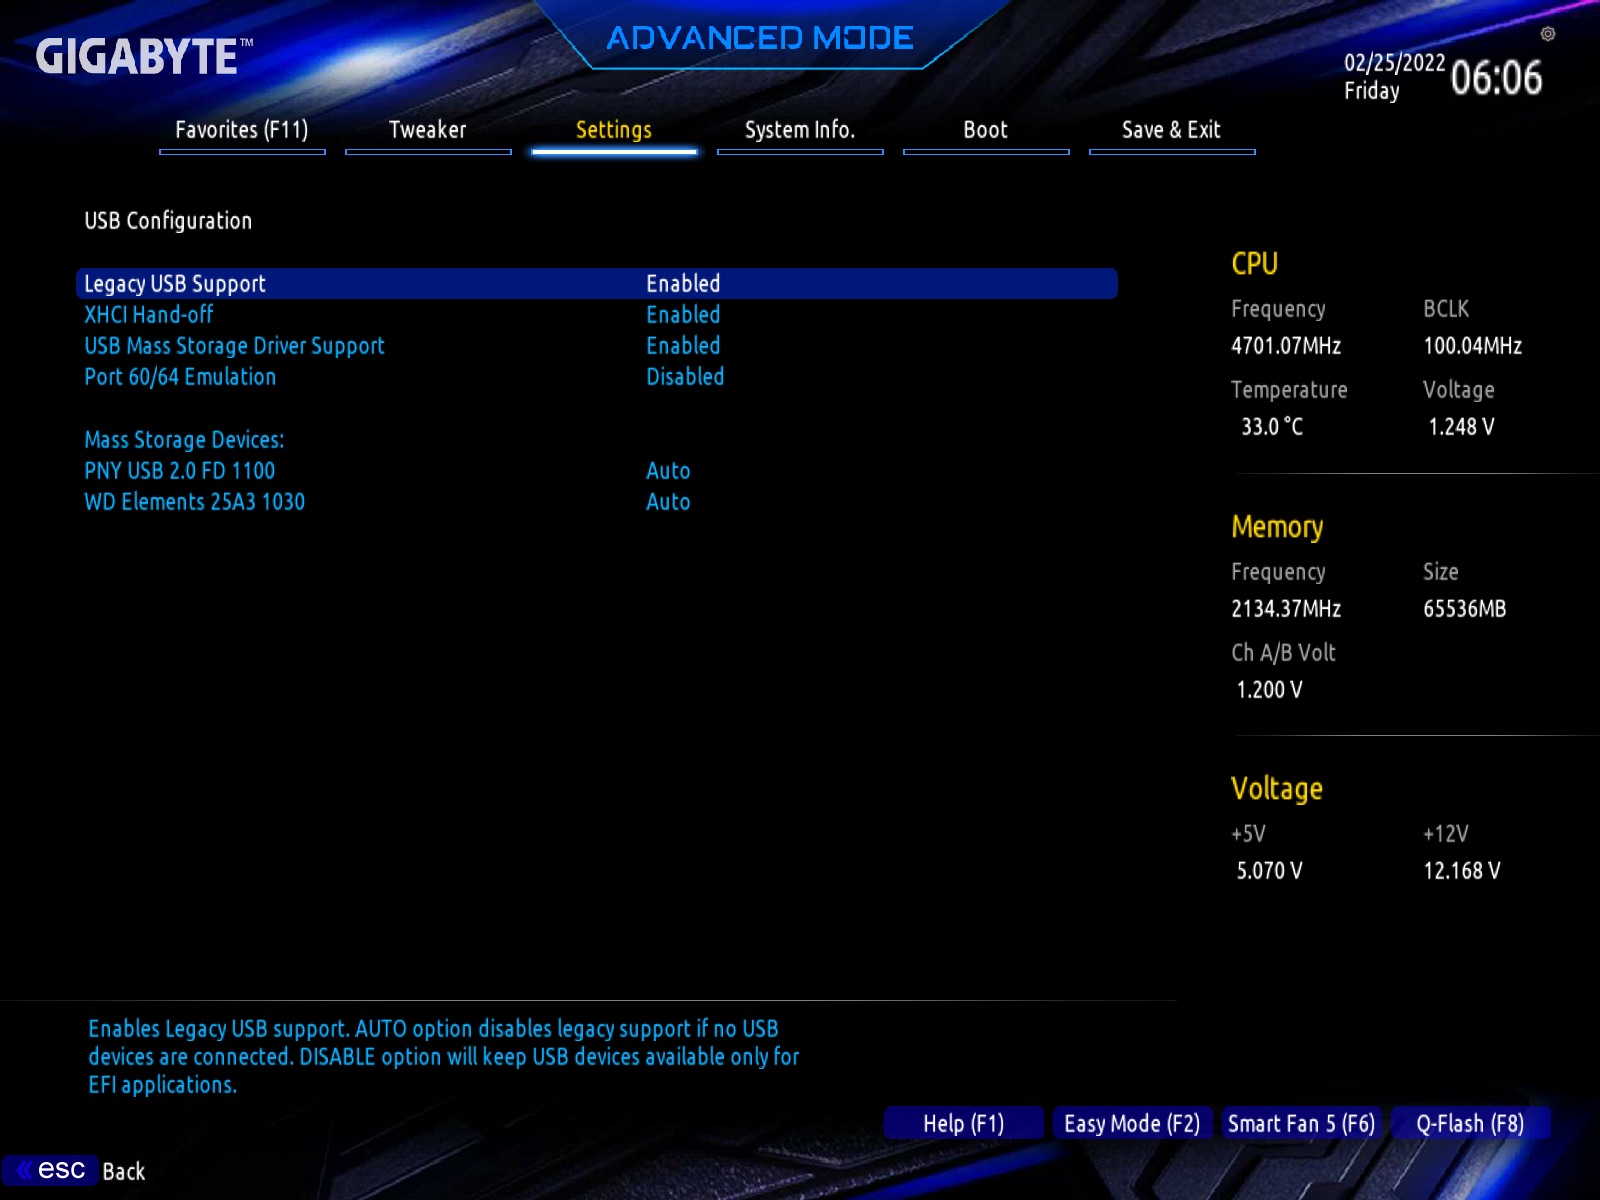 GIGABYTE™
ADVANCED MODE
02/25/2022
Friday
06:06
Favorites (F11) Tweaker Settings System Info. Boot Save & Exit
USB Configuration
Legacy USB Support Enabled
XHCI Hand-off Enabled
USB Mass Storage Driver Support Enabled
Port 60/64 Emulation Disabled
Mass Storage Devices:
PNY USB 2.0 FD 1100 Auto
WD Elements 25A3 1030 Auto
CPU
Frequency BCLK
4701.07MHz 100.04MHz
Temperature Voltage
33.0 °C 1.248 V
Memory
Frequency Size
2134.37MHz 65536MB
Ch A/B Volt
1.200 V
Voltage
+5V +12V
5.070 V 12.168 V
Enables Legacy USB support. AUTO option disables legacy support if no USB
devices are connected. DISABLE option will keep USB devices available only for
EFI applications.
Help (F1) Easy Mode (F2) Smart Fan 5 (F6) Q-Flash (F8)
esc Back